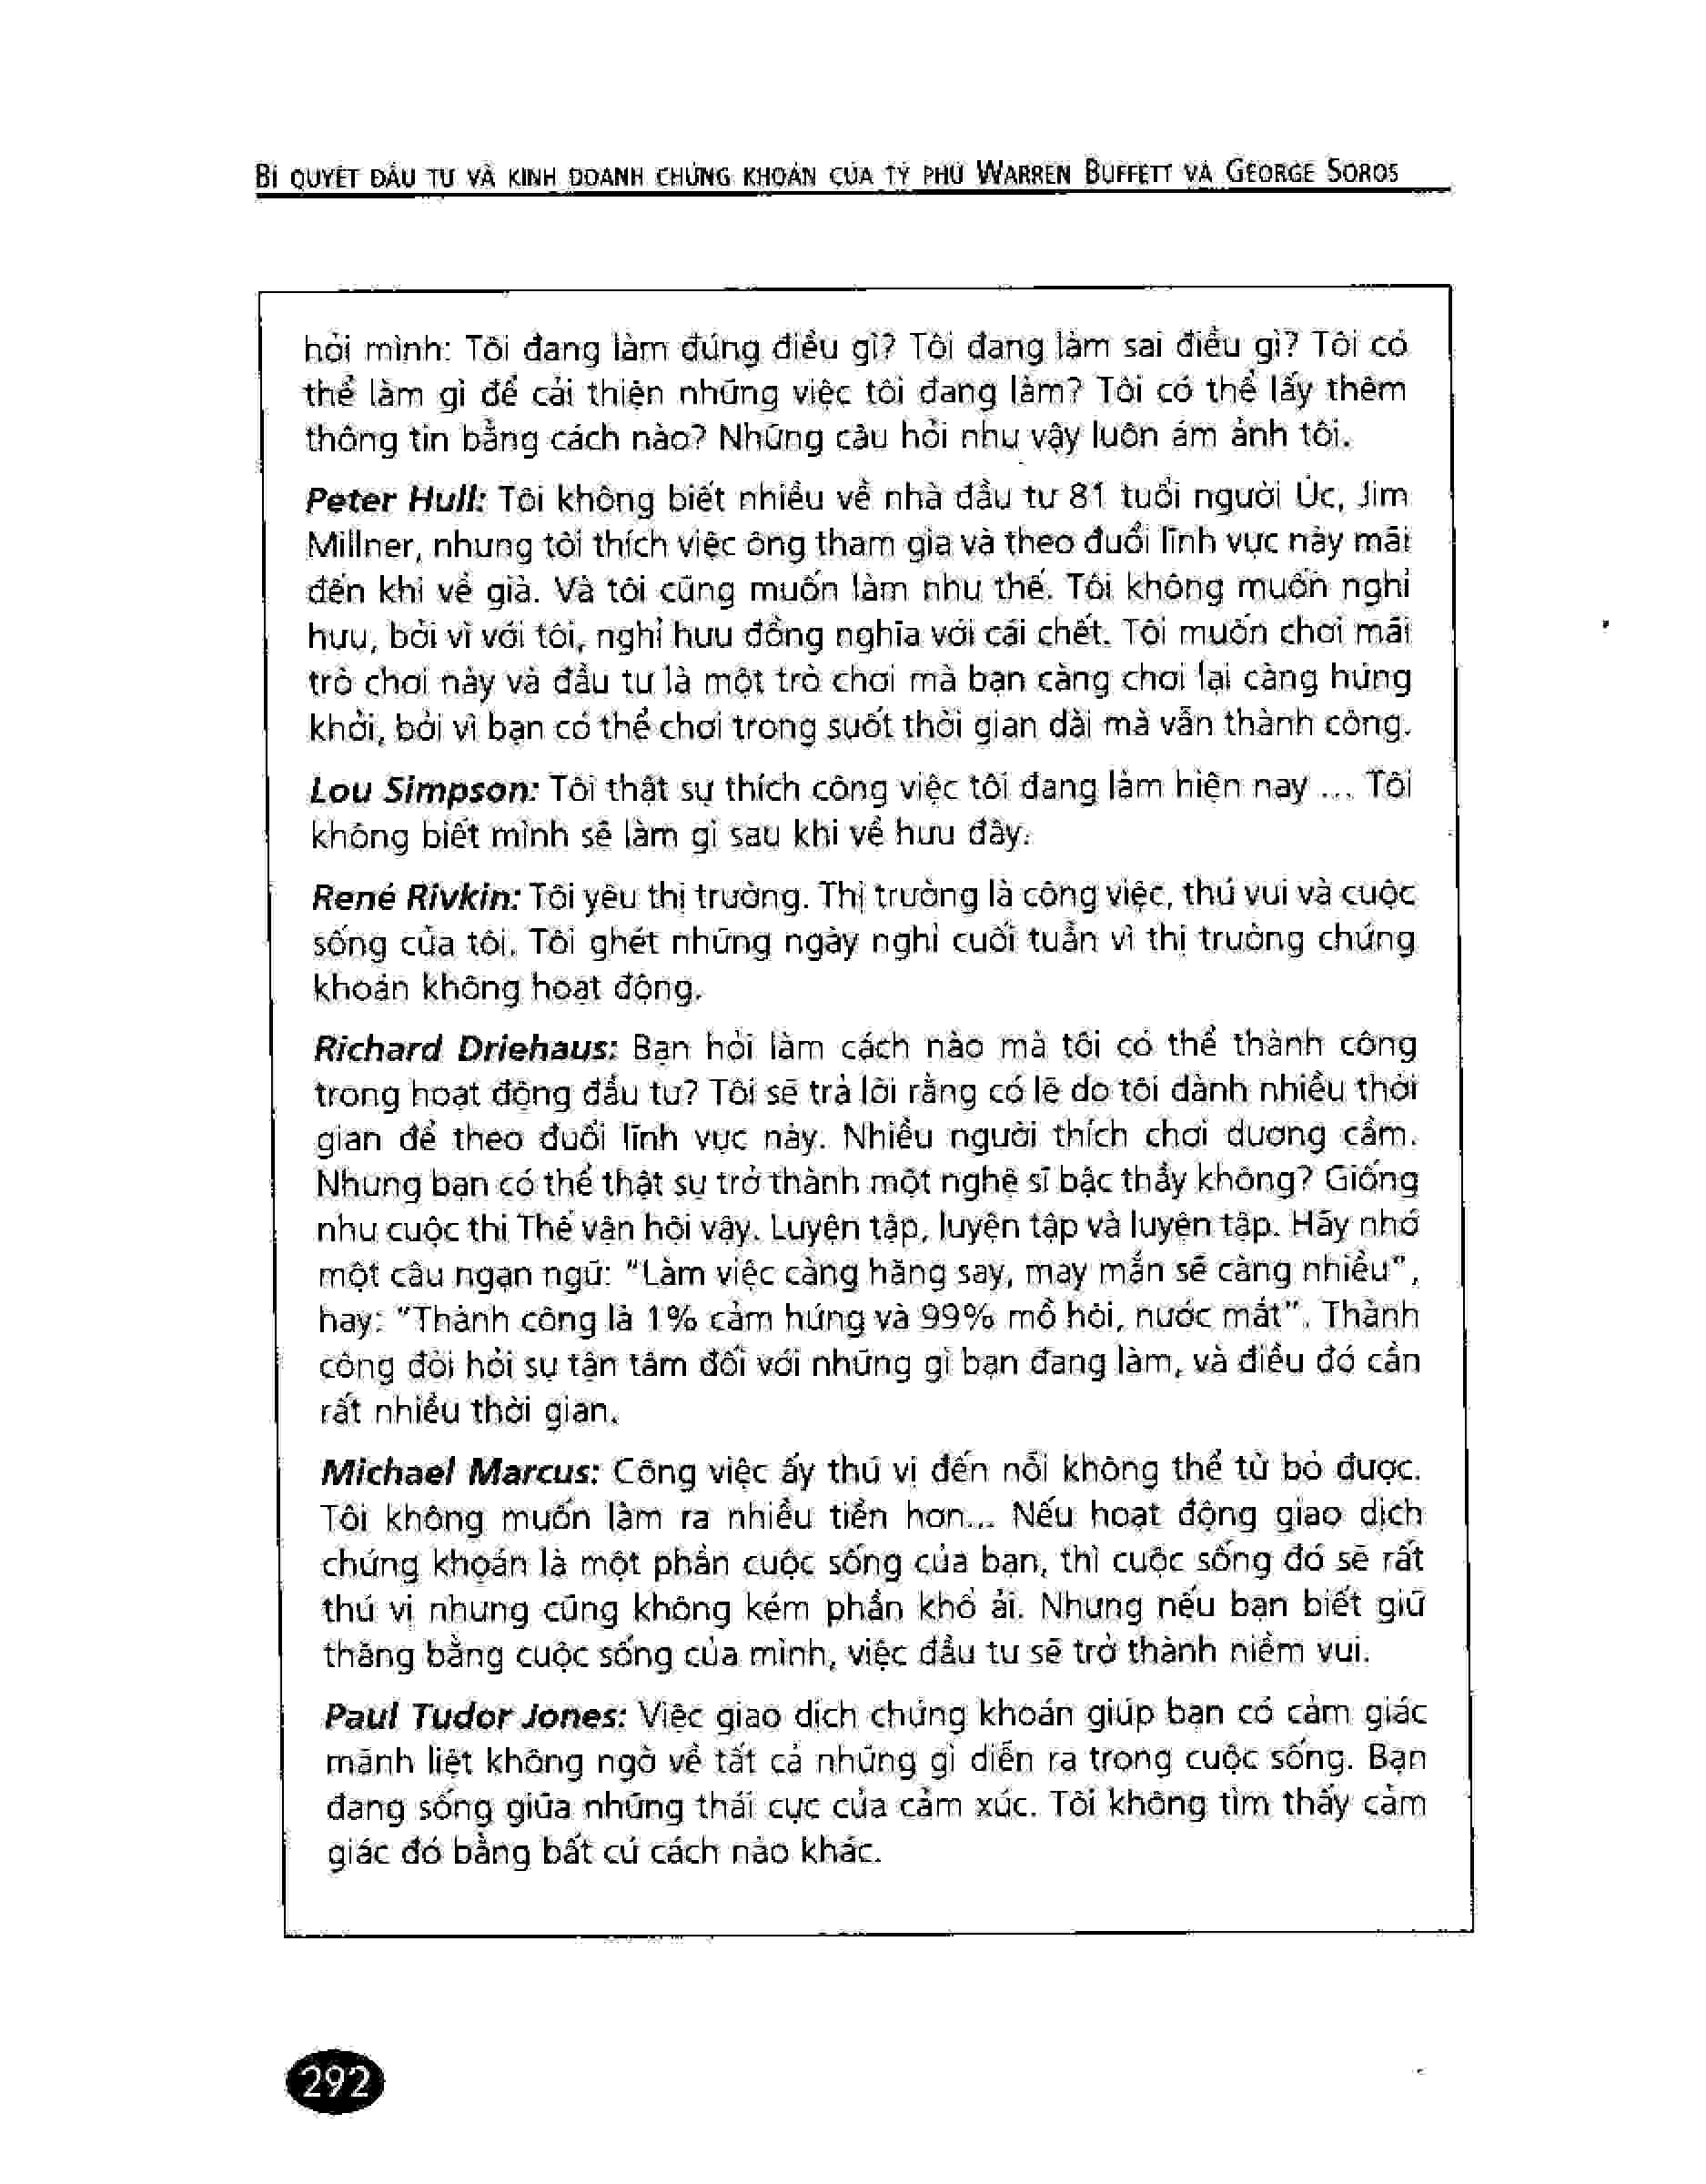 BÍ QUYẾT ĐẦU TƯ VÀ KINH DOANH CHỨNG KHOÁN CỦA TỶ PHÚ WARREN BUFFETT VÀ GEORGE SOROS
hỏi mình: Tôi đang làm đúng điều gì? Tôi đang làm sai điều gì? Tôi có
thể làm gì để cải thiện những việc tôi đang làm? Tôi có thể lấy thêm
thông tin bằng cách nào? Những câu hỏi như vậy luôn ám ảnh tôi.
Peter Hull: Tôi không biết nhiều về nhà đầu tư 81 tuổi người Úc, Jim
Millner, nhưng tôi thích việc ông tham gia và theo đuổi lĩnh vực này mãi
đến khi về già. Và tôi cũng muốn làm như thế. Tôi không muốn nghỉ
hưu, bởi vì với tôi, nghỉ hưu đồng nghĩa với cái chết. Tôi muốn chơi mãi
trò chơi này và đầu tư là một trò chơi mà bạn càng chơi lại càng hứng
khởi, bởi vì bạn có thể chơi trong suốt thời gian dài mà vẫn thành công.
Lou Simpson: Tôi thật sự thích công việc tôi đang làm hiện nay ... Tôi
không biết mình sẽ làm gì sau khi về hưu đây.
René Rivkin: Tôi yêu thị trường. Thị trường là công việc, thú vui và cuộc
sống của tôi. Tôi ghét những ngày nghỉ cuối tuần vì thị trường chứng
khoán không hoạt động.
Richard Driehaus: Bạn hỏi làm cách nào mà tôi có thể thành công
trong hoạt động đầu tư? Tôi sẽ trả lời rằng có lẽ do tôi dành nhiều thời
gian để theo đuổi lĩnh vực này. Nhiều người thích chơi dương cầm.
Nhưng bạn có thể thật sự trở thành một nghệ sĩ bậc thầy không? Giống
như cuộc thi Thế vận hội vậy. Luyện tập, luyện tập và luyện tập. Hãy nhớ
một câu ngạn ngữ: "Làm việc càng hăng say, may mắn sẽ càng nhiều",
hay: "Thành công là 1% cảm hứng và 99% mồ hôi, nước mắt". Thành
công đòi hỏi sự tận tâm đối với những gì bạn đang làm, và điều đó cần
rất nhiều thời gian.
Michael Marcus: Công việc ấy thú vị đến nỗi không thể từ bỏ được.
Tôi không muốn làm ra nhiều tiền hơn... Nếu hoạt động giao dịch
chứng khoán là một phần cuộc sống của bạn, thì cuộc sống đó sẽ rất
thú vị nhưng cũng không kém phần khổ ải. Nhưng nếu bạn biết giữ
thăng bằng cuộc sống của mình, việc đầu tư sẽ trở thành niềm vui.
Paul Tudor Jones: Việc giao dịch chứng khoán giúp bạn có cảm giác
mãnh liệt không ngờ về tất cả những gì diễn ra trong cuộc sống. Bạn
đang sống giữa những thái cực của cảm xúc. Tôi không tìm thấy cảm
giác đó bằng bất cứ cách nào khác.
292